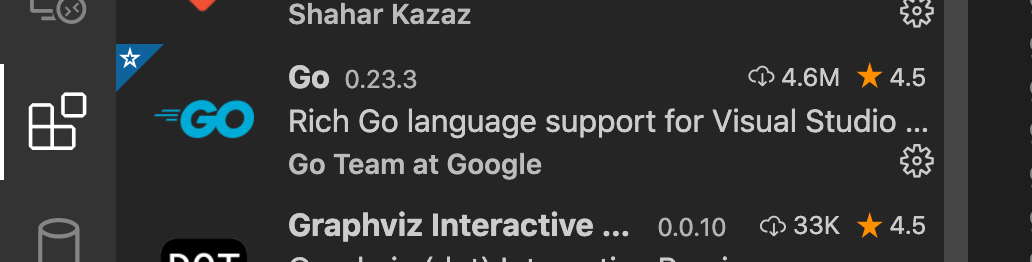 Shahar Kazaz
Go 0.23.3 4.6M 4.5
GO
Rich Go language support for Visual Studio ...
Go Team at Google
Graphviz Interactive ... 0.0.10 33K 4.5
DOT